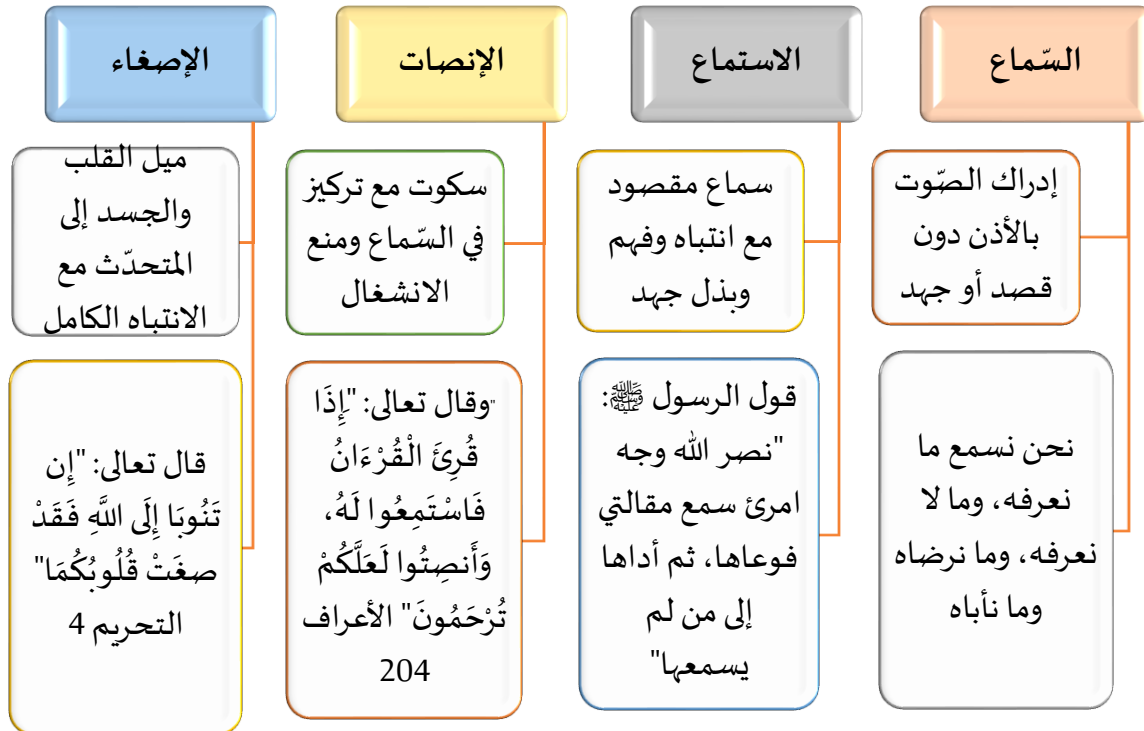 السّماع
إدراك الصّوت
بالأذن دون
قصد أو جهد
نحن نسمع ما
نعرفه، وما لا
نعرفه، وما نرضاه
وما نأباه
الاستماع
سماع مقصود
مع انتباه وفهم
وبذل جهد
قول الرسول ﷺ:
"نصر الله وجه
امرئ سمع مقالتي
فوعاها، ثم أداها
إلى من لم
يسمعها"
الإنصات
سكوت مع تركيز
في السّماع ومنع
الانشغال
"وقال تعالى: "إِذَا
قُرِئَ الْقُرْءَانُ
فَاسْتَمِعُوا لَهُ،
وَأَنصِتُوا لَعَلَّكُمْ
تُرْحَمُونَ" الأعراف
204
الإصغاء
ميل القلب
والجسد إلى
المتحدّث مع
الانتباه الكامل
قال تعالى: "إِن
تَنُوبَا إِلَى اللَّهِ فَقَدْ
صغَتْ قُلُوبُكُمَا"
التحريم 4